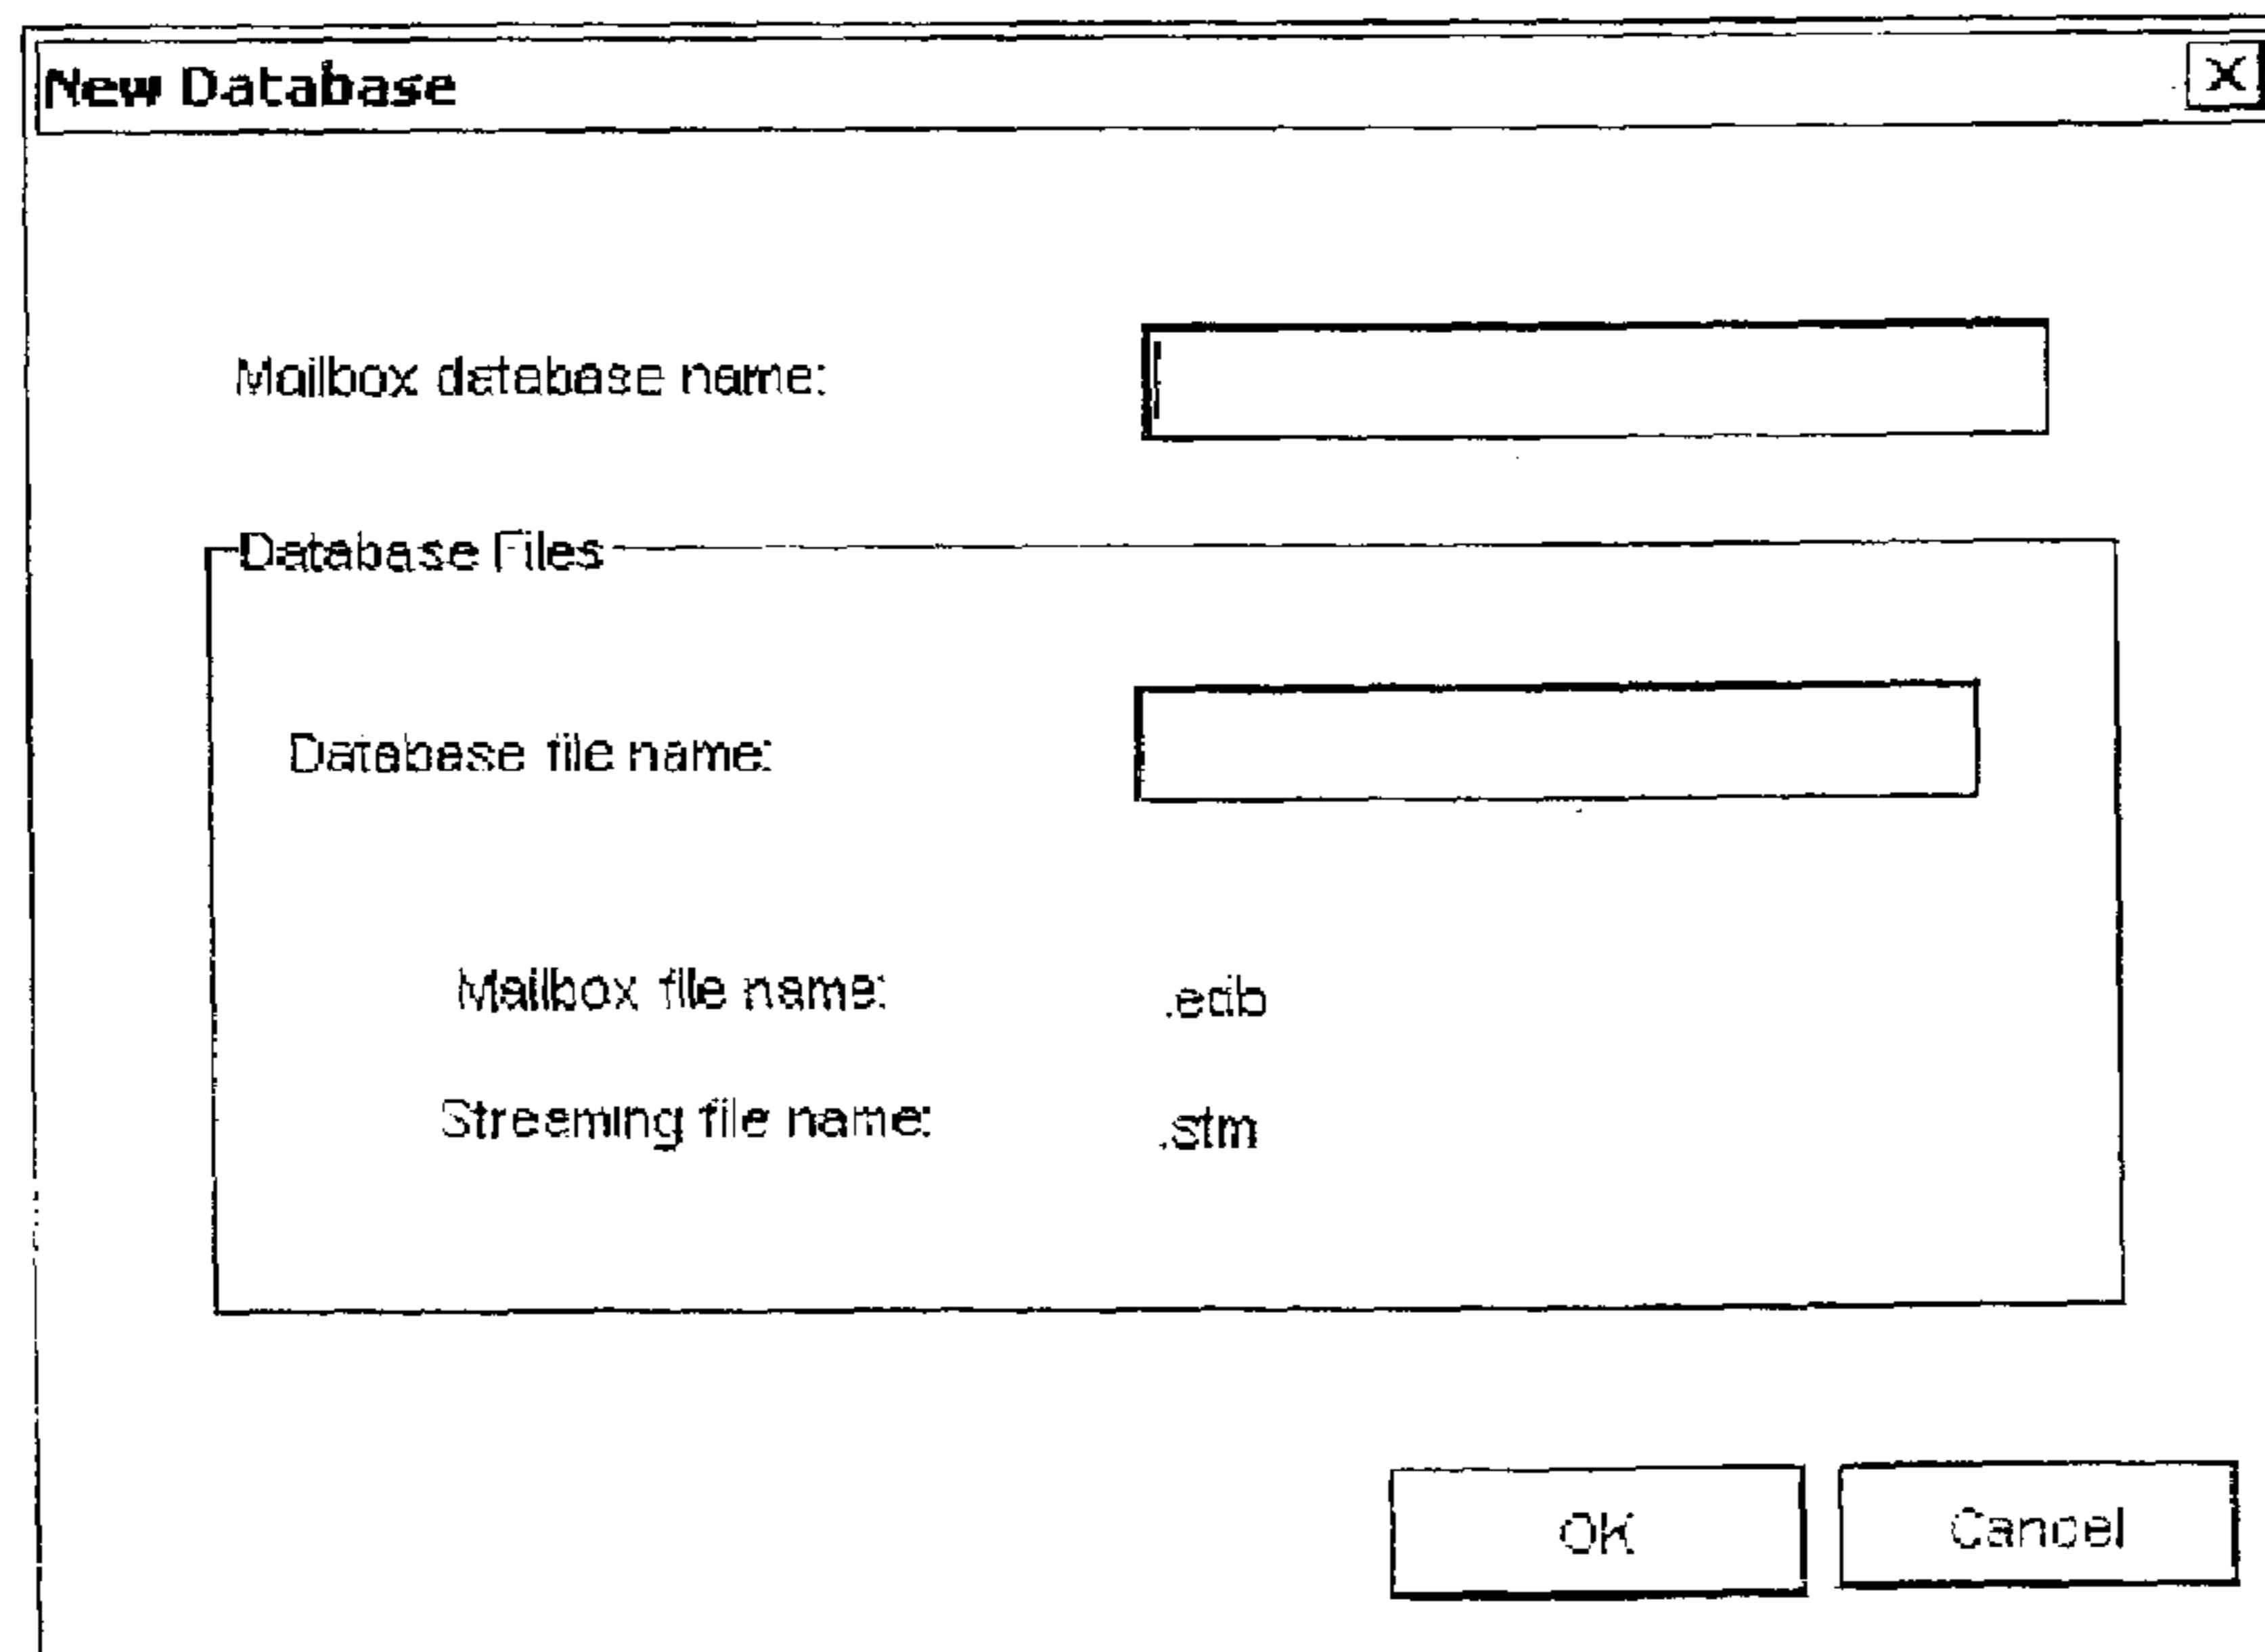 New Database X
Mailbox database name:
Database Files
Database file name:
Mailbox file name: .edb
Streaming file name: .stm
OK Cancel